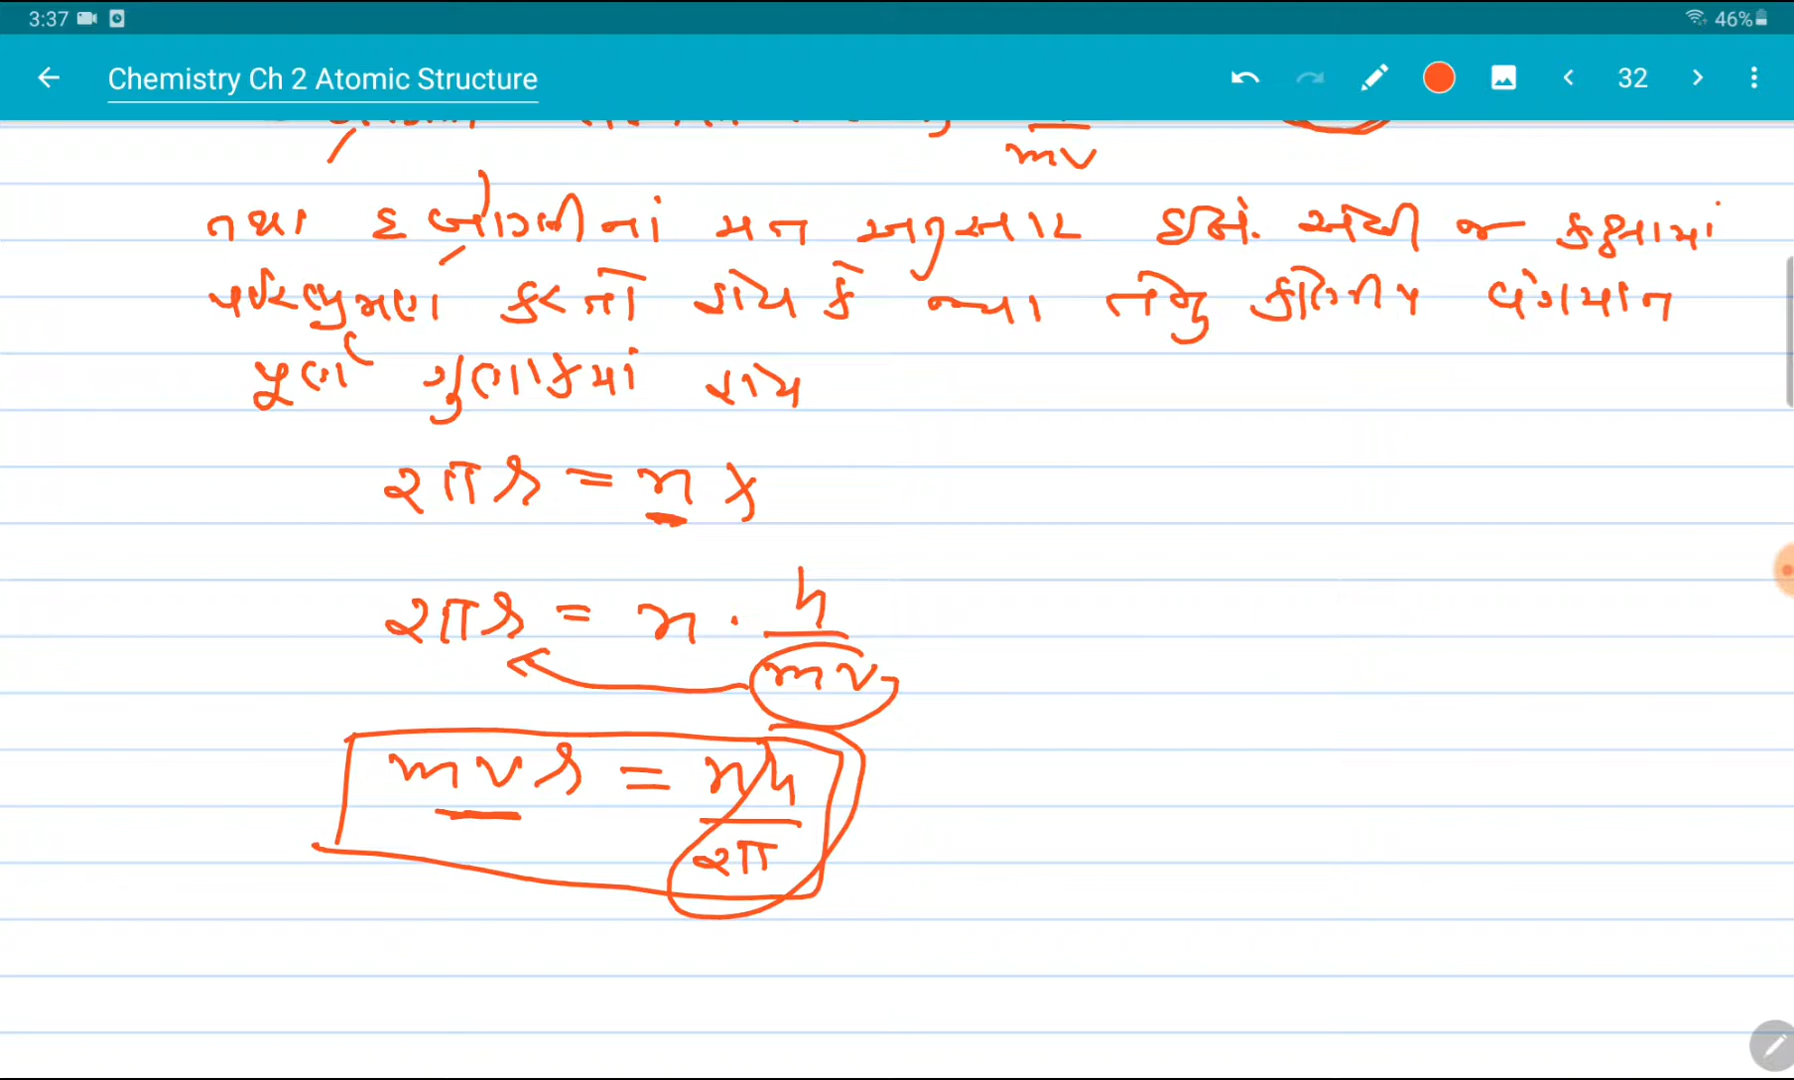 3:37
46%
Chemistry Ch 2 Atomic Structure
32
mv
તથા દ બ્રોગ્લીનાં મત અનુસાર ઇલે. એવી જ કક્ષામાં
પરિભ્રમણ કરતો હોય કે જ્યા તેનુ કોણીય વેગમાન
પૂર્ણ ગુણાંકમાં હોય
2πr = nλ
2πr = n · h/mv
mvr = nh/2π